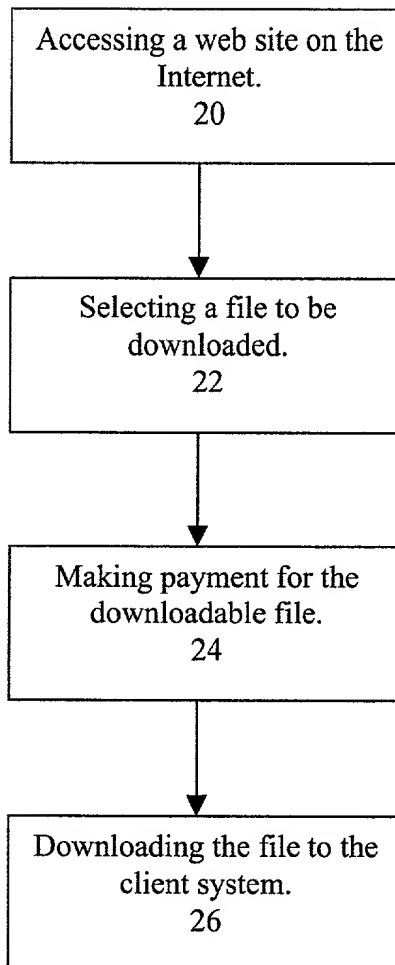 Accessing a web site on the
Internet.
20
Selecting a file to be
downloaded.
22
Making payment for the
downloadable file.
24
Downloading the file to the
client system.
26